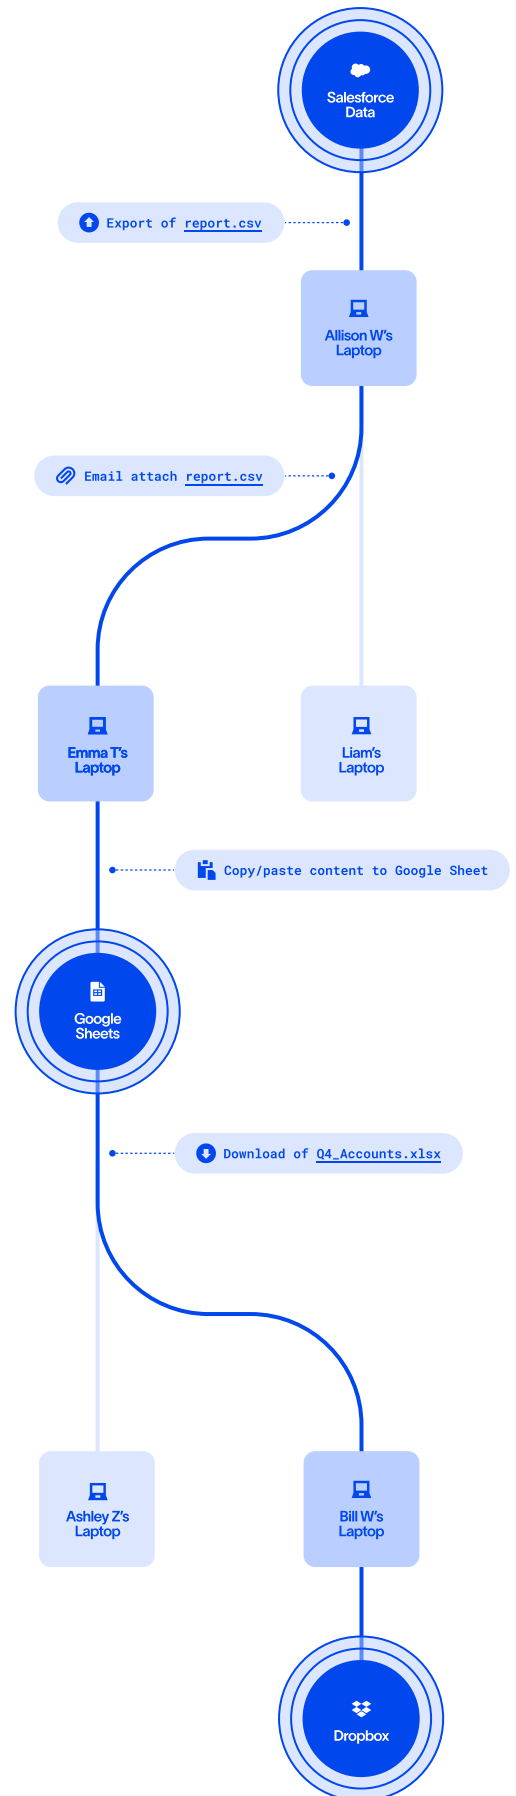 Salesforce
Data
Export of report.csv
Allison W's
Laptop
Email attach report.csv
Emma T's
Laptop
Liam's
Laptop
Copy/paste content to Google Sheet
Google
Sheets
Download of Q4_Accounts.xlsx
Ashley Z's
Laptop
Bill W's
Laptop
Dropbox